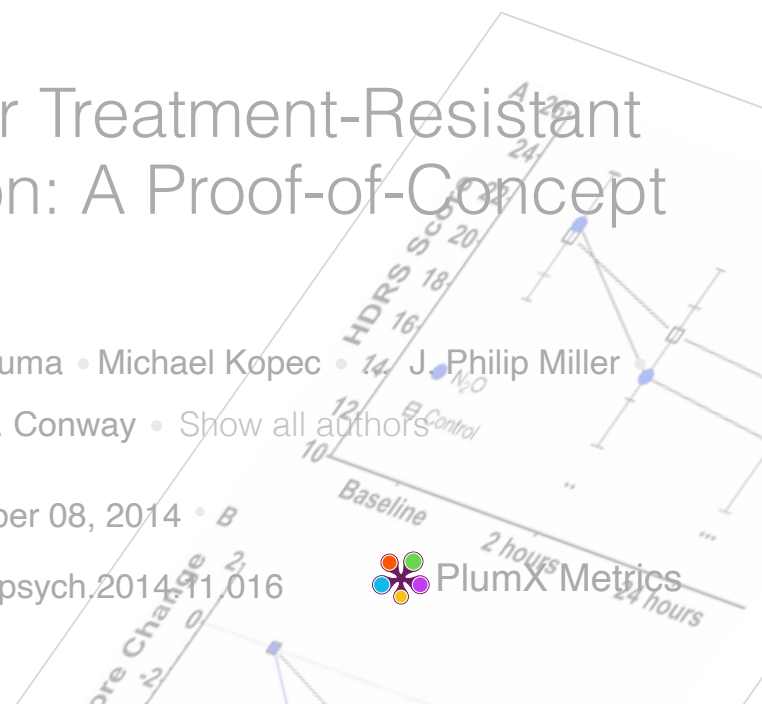 r Treatment-Resistant
on: A Proof-of-Concept
uma • Michael Kopec • ... J. Philip Miller •
. Conway • Show all authors
ber 08, 2014 •
psych.2014.11.016
PlumX Metrics
A
26
24
22
20
18
16
14
12
10
HDRS Score
N₂O
Control
Baseline
2 hours
24 hours
**
***
B
2
0
-2
ore Change